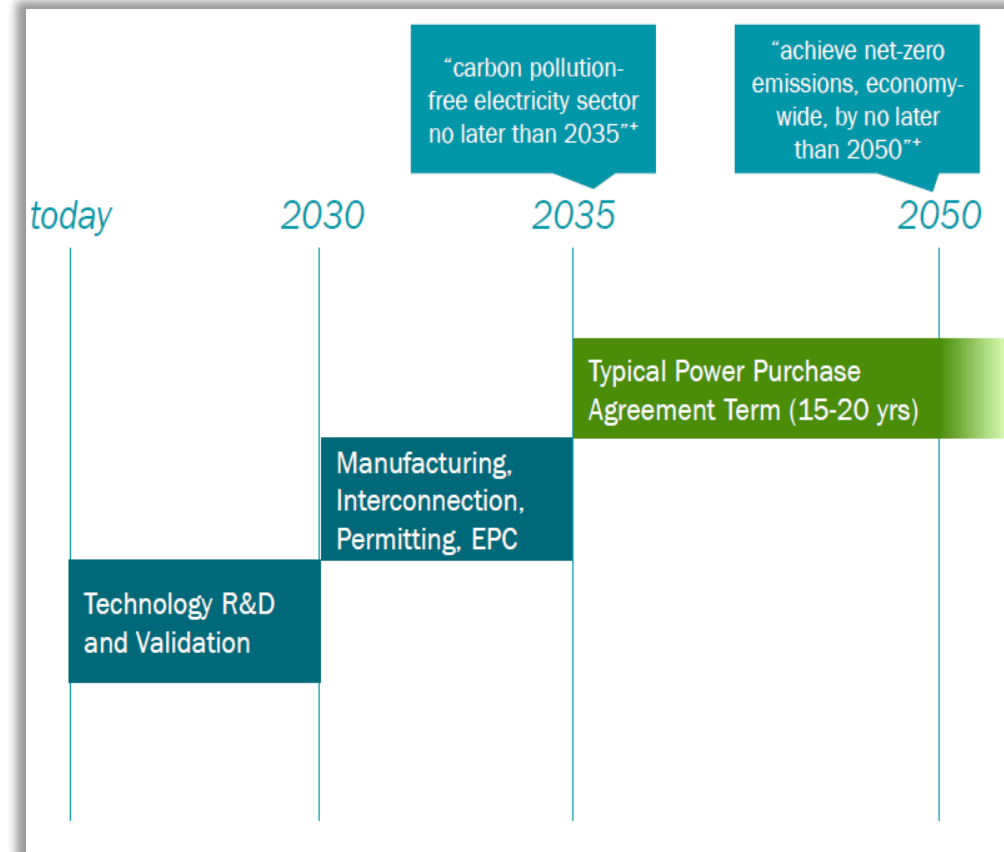 “carbon pollution-
free electricity sector
no later than 2035”+
“achieve net-zero
emissions, economy-
wide, by no later
than 2050”+
today
2030
2035
2050
Typical Power Purchase
Agreement Term (15-20 yrs)
Manufacturing,
Interconnection,
Permitting, EPC
Technology R&D
and Validation